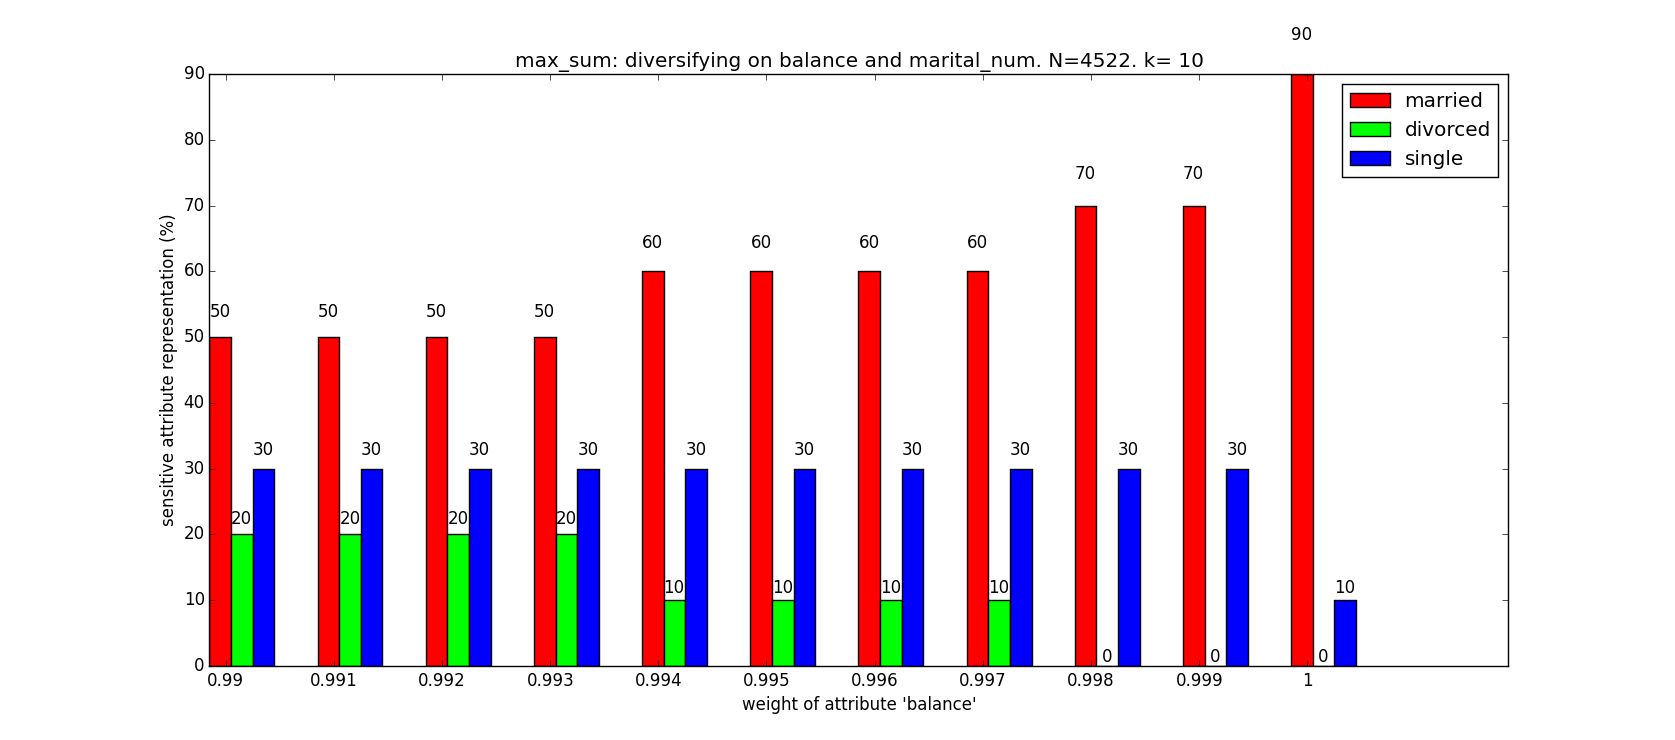 90
max_sum: diversifying on balance and marital_num. N=4522. k= 10
married
divorced
single
sensitive attribute representation (%)
90
80
70
60
50
40
30
20
10
0
70 70
60 60 60 60
50 50 50 50
30 30 30 30 30 30 30 30 30 30
20 20 20 20
10 10 10 10 10
0 0 0
0.99 0.991 0.992 0.993 0.994 0.995 0.996 0.997 0.998 0.999 1
weight of attribute 'balance'